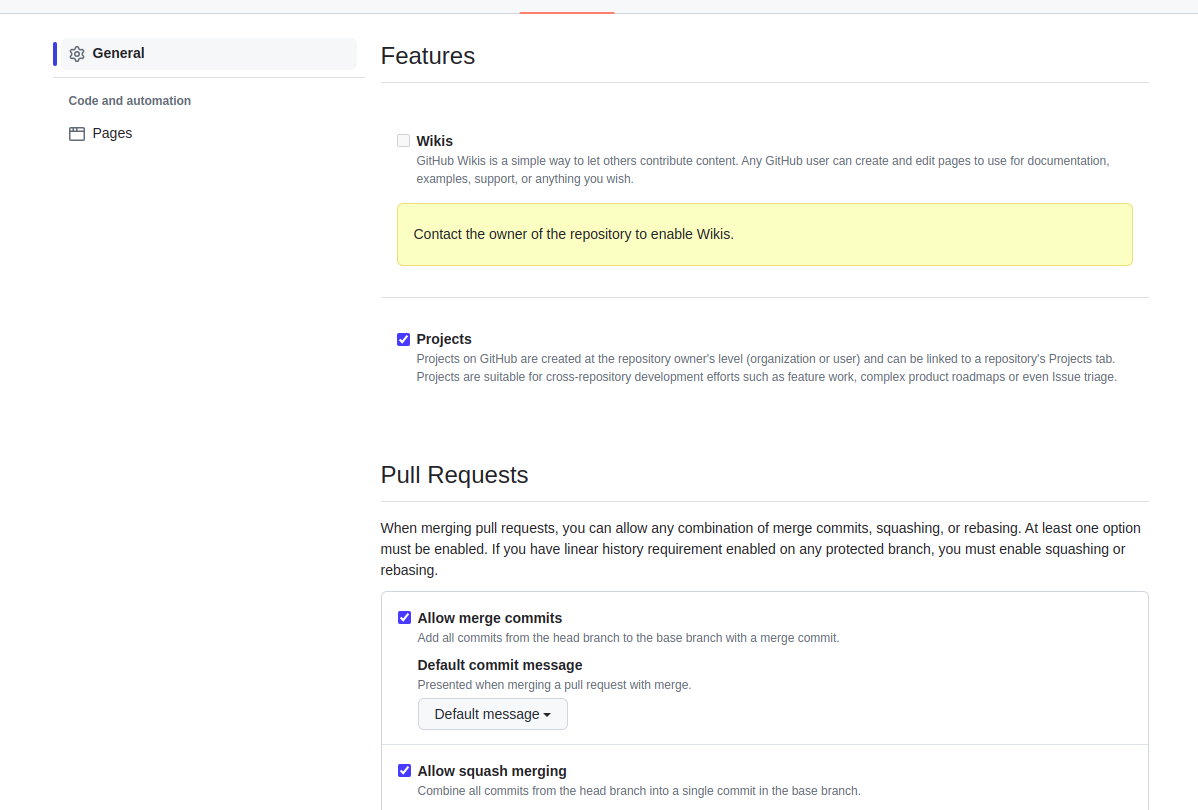 General
Code and automation
Pages
Features
Wikis
GitHub Wikis is a simple way to let others contribute content. Any GitHub user can create and edit pages to use for documentation,
examples, support, or anything you wish.
Contact the owner of the repository to enable Wikis.
Projects
Projects on GitHub are created at the repository owner's level (organization or user) and can be linked to a repository's Projects tab.
Projects are suitable for cross-repository development efforts such as feature work, complex product roadmaps or even Issue triage.
Pull Requests
When merging pull requests, you can allow any combination of merge commits, squashing, or rebasing. At least one option
must be enabled. If you have linear history requirement enabled on any protected branch, you must enable squashing or
rebasing.
Allow merge commits
Add all commits from the head branch to the base branch with a merge commit.
Default commit message
Presented when merging a pull request with merge.
Default message
Allow squash merging
Combine all commits from the head branch into a single commit in the base branch.